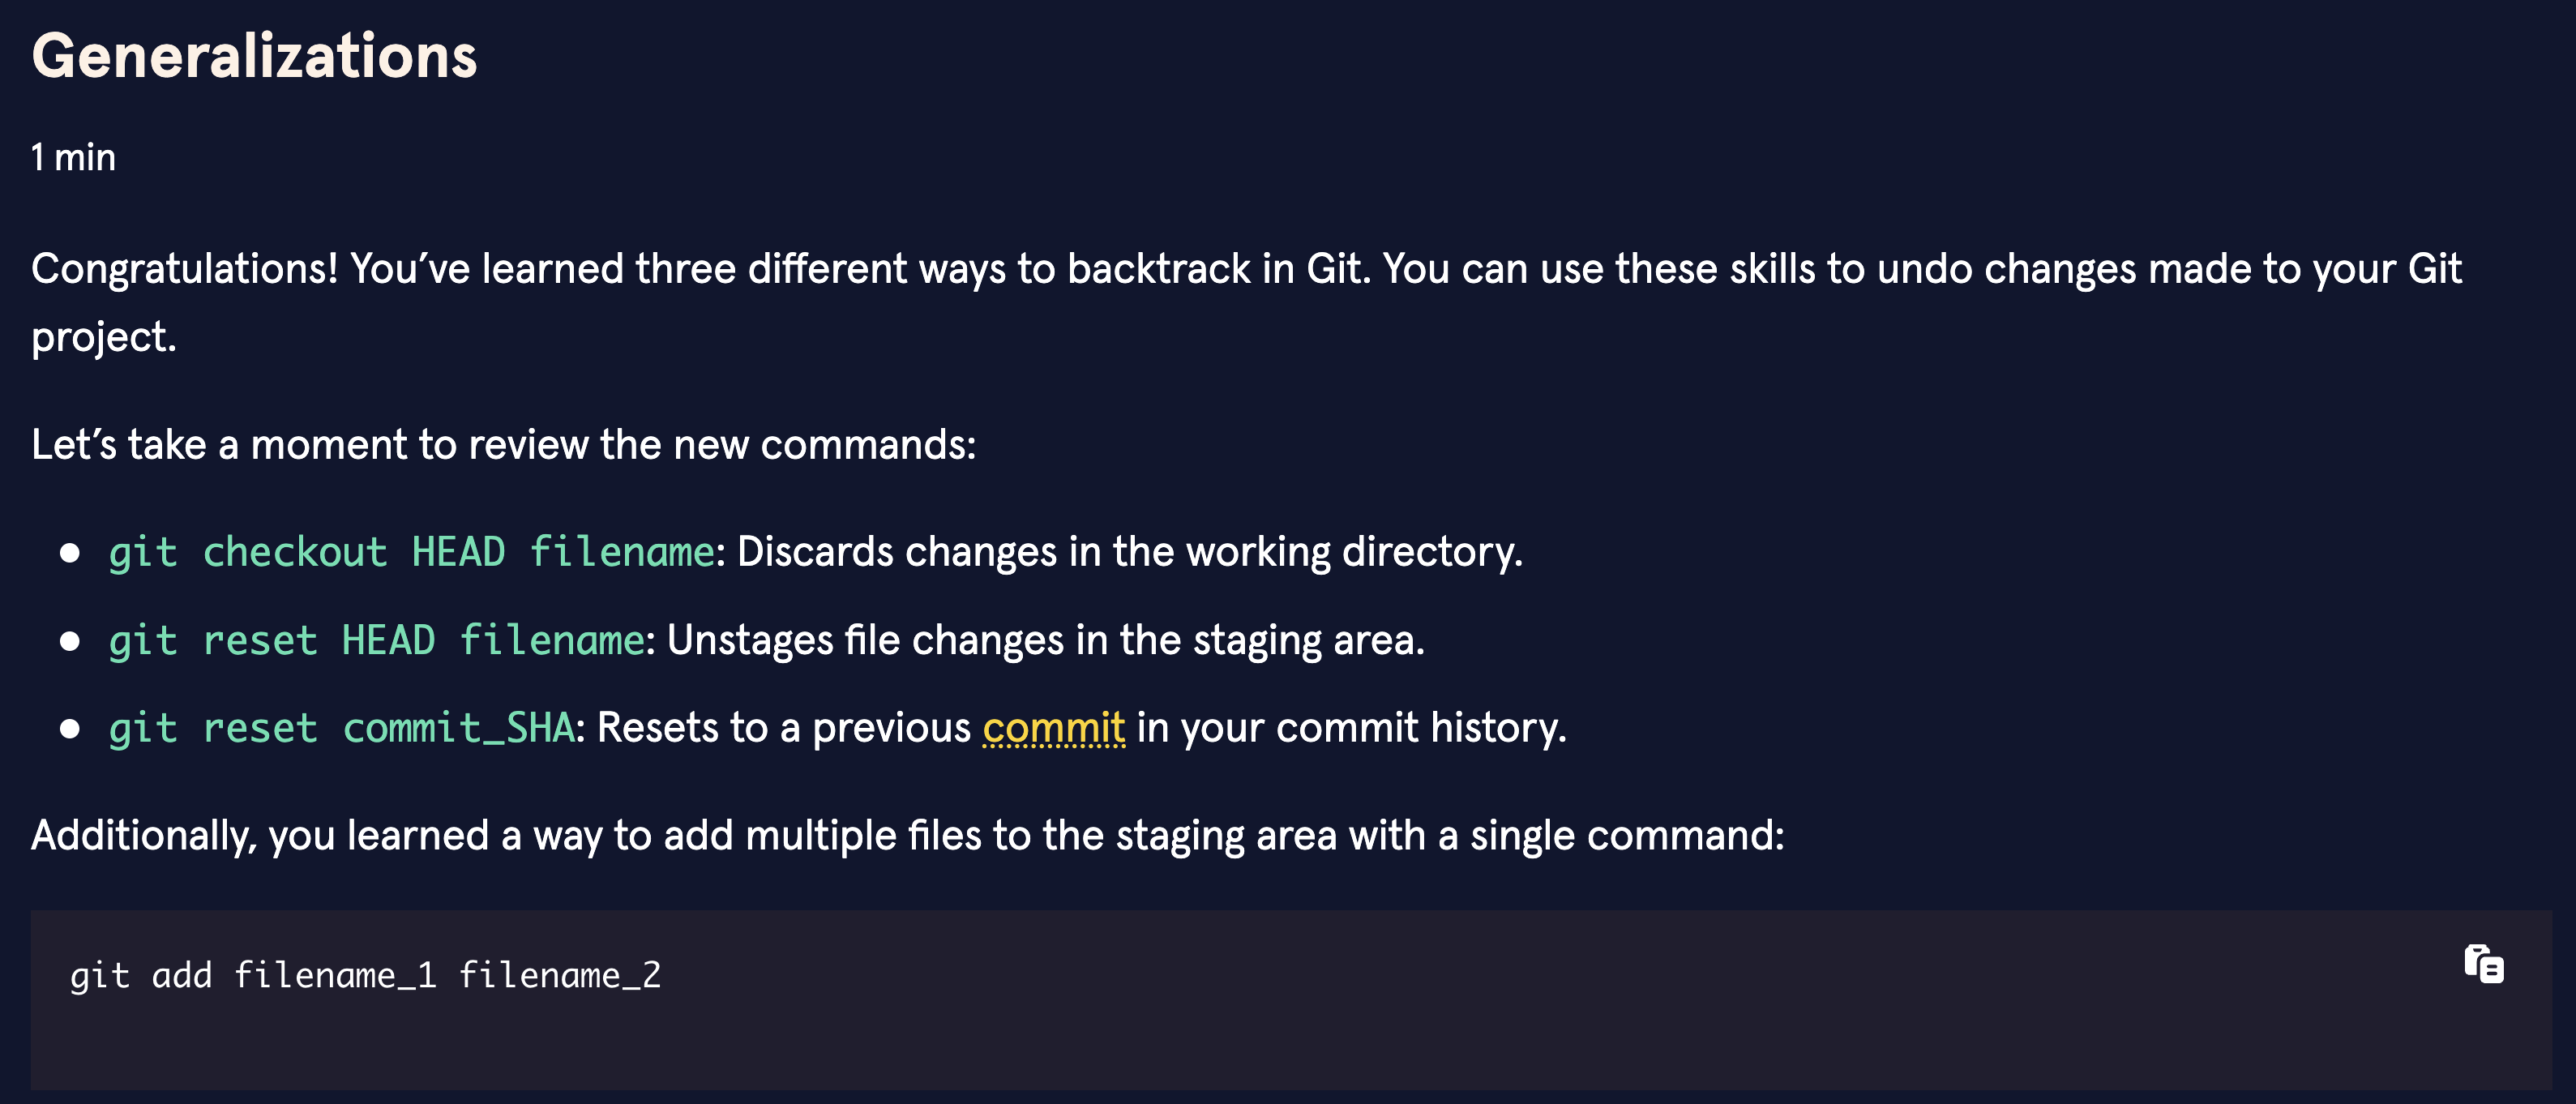 Generalizations
1 min
Congratulations! You’ve learned three different ways to backtrack in Git. You can use these skills to undo changes made to your Git
project.
Let’s take a moment to review the new commands:
● git checkout HEAD filename: Discards changes in the working directory.
● git reset HEAD filename: Unstages file changes in the staging area.
● git reset commit_SHA: Resets to a previous commit in your commit history.
Additionally, you learned a way to add multiple files to the staging area with a single command:
git add filename_1 filename_2